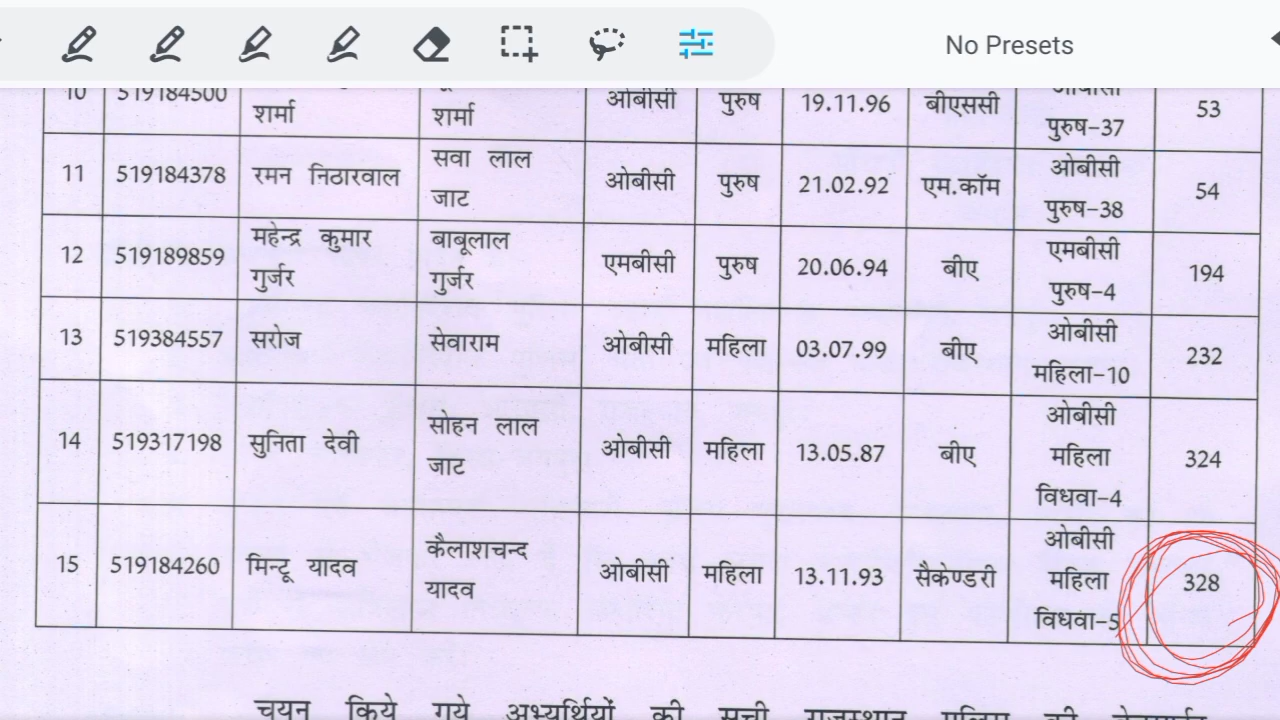 No Presets
10 519184500 शर्मा शर्मा ओबीसी पुरुष 19.11.96 बीएससी ओबीसी पुरुष-37 53
11 519184378 रमन निठारवाल सवा लाल जाट ओबीसी पुरुष 21.02.92 एम.कॉम ओबीसी पुरुष-38 54
12 519189859 महेन्द्र कुमार गुर्जर बाबूलाल गुर्जर एमबीसी पुरुष 20.06.94 बीए एमबीसी पुरुष-4 194
13 519384557 सरोज सेवाराम ओबीसी महिला 03.07.99 बीए ओबीसी महिला-10 232
14 519317198 सुनिता देवी सोहन लाल जाट ओबीसी महिला 13.05.87 बीए ओबीसी महिला विधवा-4 324
15 519184260 मिन्टू यादव कैलाशचन्द यादव ओबीसी महिला 13.11.93 सैकेण्डरी ओबीसी महिला विधवा-5 328
चयन किये गये अभ्यर्थियों की सूची राजस्थान पुलिस की